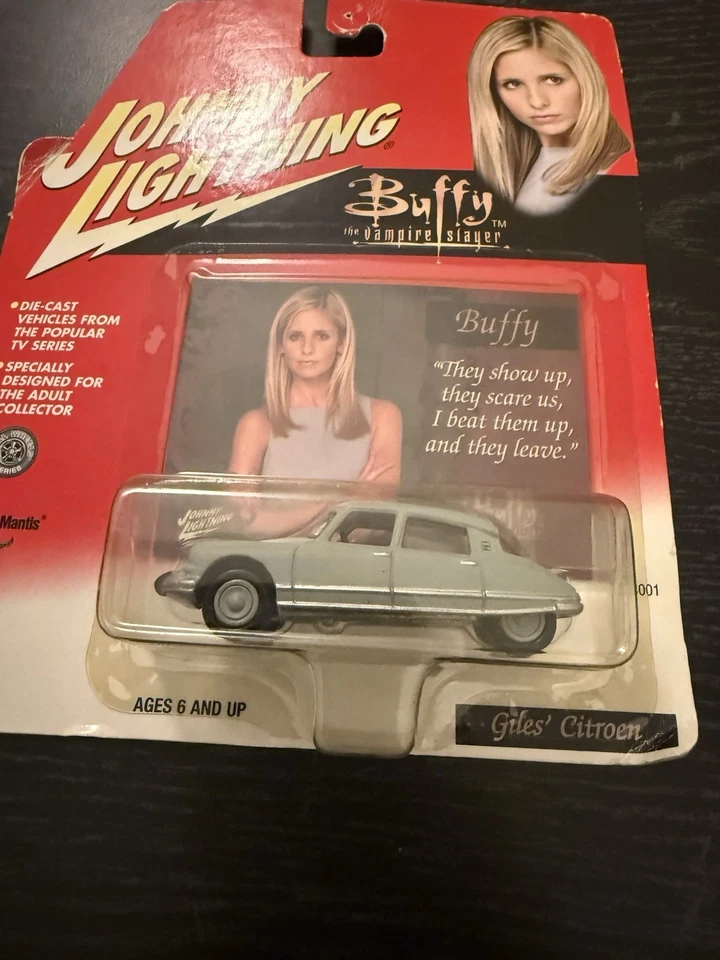 JOHNNY
LIGHTNING®
Buffy
the vampire slayer™
• DIE-CAST
VEHICLES FROM
THE POPULAR
TV SERIES
• SPECIALLY
DESIGNED FOR
THE ADULT
COLLECTOR
Mantis®
Buffy
“They show up,
they scare us,
I beat them up,
and they leave.”
JOHNNY
LIGHTNING
001
AGES 6 AND UP
Giles' Citroen